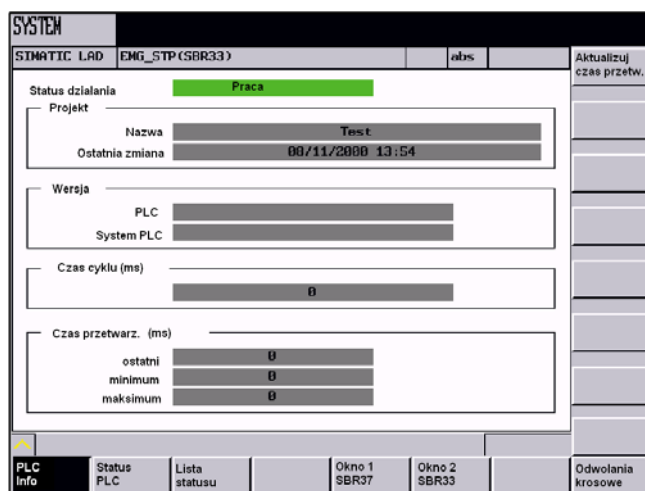 SYSTEM
SIMATIC LAD EMG_STP(SBR33) abs
Aktualizuj
czas przetw.
Status działania Praca
Projekt
Nazwa Test
Ostatnia zmiana 08/11/2000 13:54
Wersja
PLC
System PLC
Czas cyklu (ms)
0
Czas przetwarz. (ms)
ostatni 0
minimum 0
maksimum 0
PLC
Info
Status
PLC
Lista
statusu
Okno 1
SBR37
Okno 2
SBR33
Odwolania
krosowe